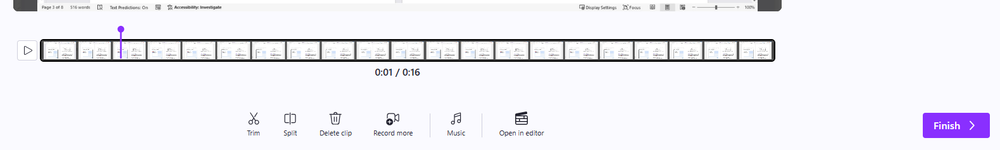 Page 3 of 8 516 words Text Predictions: On Accessibility: Investigate Display Settings Focus 100%
0:01 / 0:16
Trim Split Delete clip Record more Music Open in editor
Finish